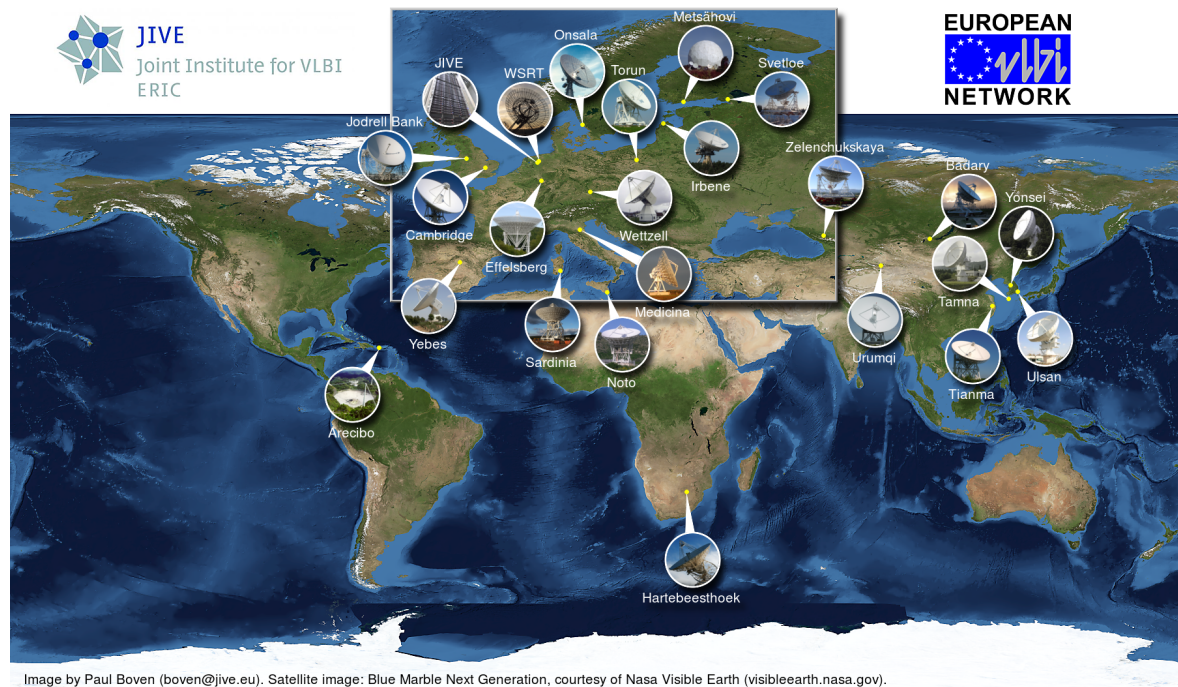 JIVE
Joint Institute for VLBI
ERIC
EUROPEAN
vlbi
NETWORK
Metsähovi
Onsala
JIVE
WSRT
Torun
Svetloe
Jodrell Bank
Irbene
Zelenchukskaya
Badary
Yonsei
Cambridge
Effelsberg
Wettzell
Medicina
Tamna
Yebes
Sardinia
Noto
Urumqi
Tianma
Ulsan
Arecibo
Hartebeesthoek
Image by Paul Boven (boven@jive.eu). Satellite image: Blue Marble Next Generation, courtesy of Nasa Visible Earth (visibleearth.nasa.gov).